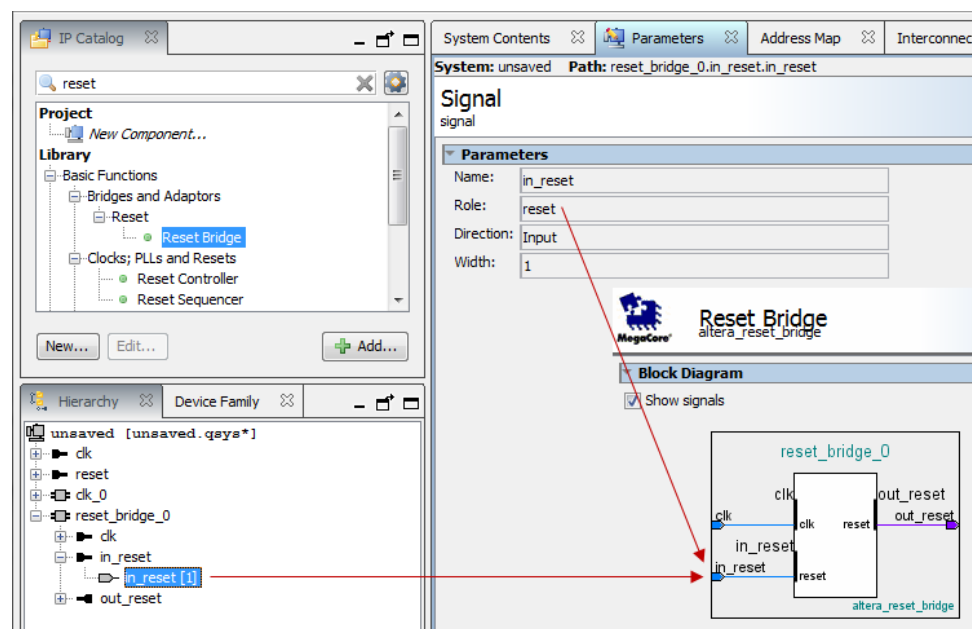 IP Catalog
reset
Project
New Component...
Library
Basic Functions
Bridges and Adaptors
Reset
Reset Bridge
Clocks; PLLs and Resets
Reset Controller
Reset Sequencer
New...
Edit...
Add...
Hierarchy
Device Family
unsaved [unsaved.qsys*]
clk
reset
clk_0
reset_bridge_0
clk
in_reset
in_reset [1]
out_reset
System Contents
Parameters
Address Map
Interconnec
System: unsaved Path: reset_bridge_0.in_reset.in_reset
Signal
signal
Parameters
Name: in_reset
Role: reset
Direction: Input
Width: 1
MegaCore®
Reset Bridge
altera_reset_bridge
Block Diagram
Show signals
reset_bridge_0
clk
out_reset
clk
out_reset
clk
reset
in_reset
in_reset
reset
altera_reset_bridge